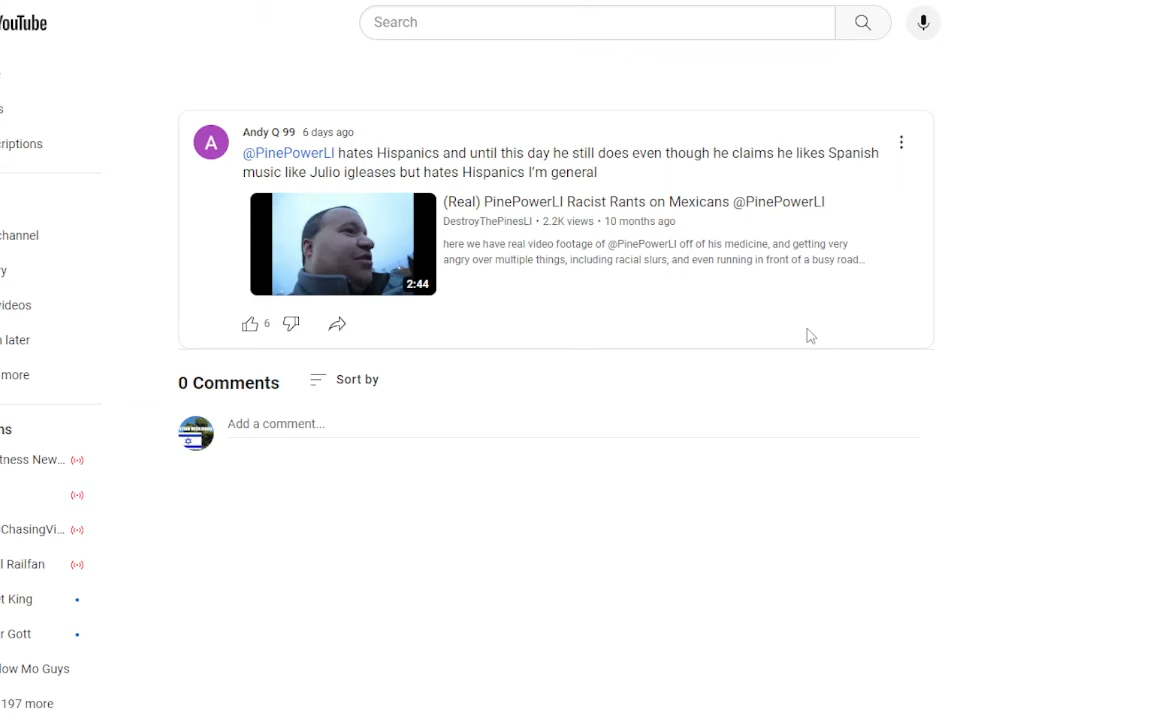 YouTube
Search
s
criptions
channel
ry
videos
n later
more
ns
tness New...
ChasingVi...
l Railfan
t King
r Gott
low Mo Guys
197 more
A
Andy Q 99 6 days ago
@PinePowerLI hates Hispanics and until this day he still does even though he claims he likes Spanish
music like Julio igleases but hates Hispanics I'm general
(Real) PinePowerLI Racist Rants on Mexicans @PinePowerLI
DestroyThePinesLI • 2.2K views • 10 months ago
here we have real video footage of @PinePowerLI off of his medicine, and getting very
angry over multiple things, including racial slurs, and even running in front of a busy road...
2:44
6
0 Comments
Sort by
Add a comment...